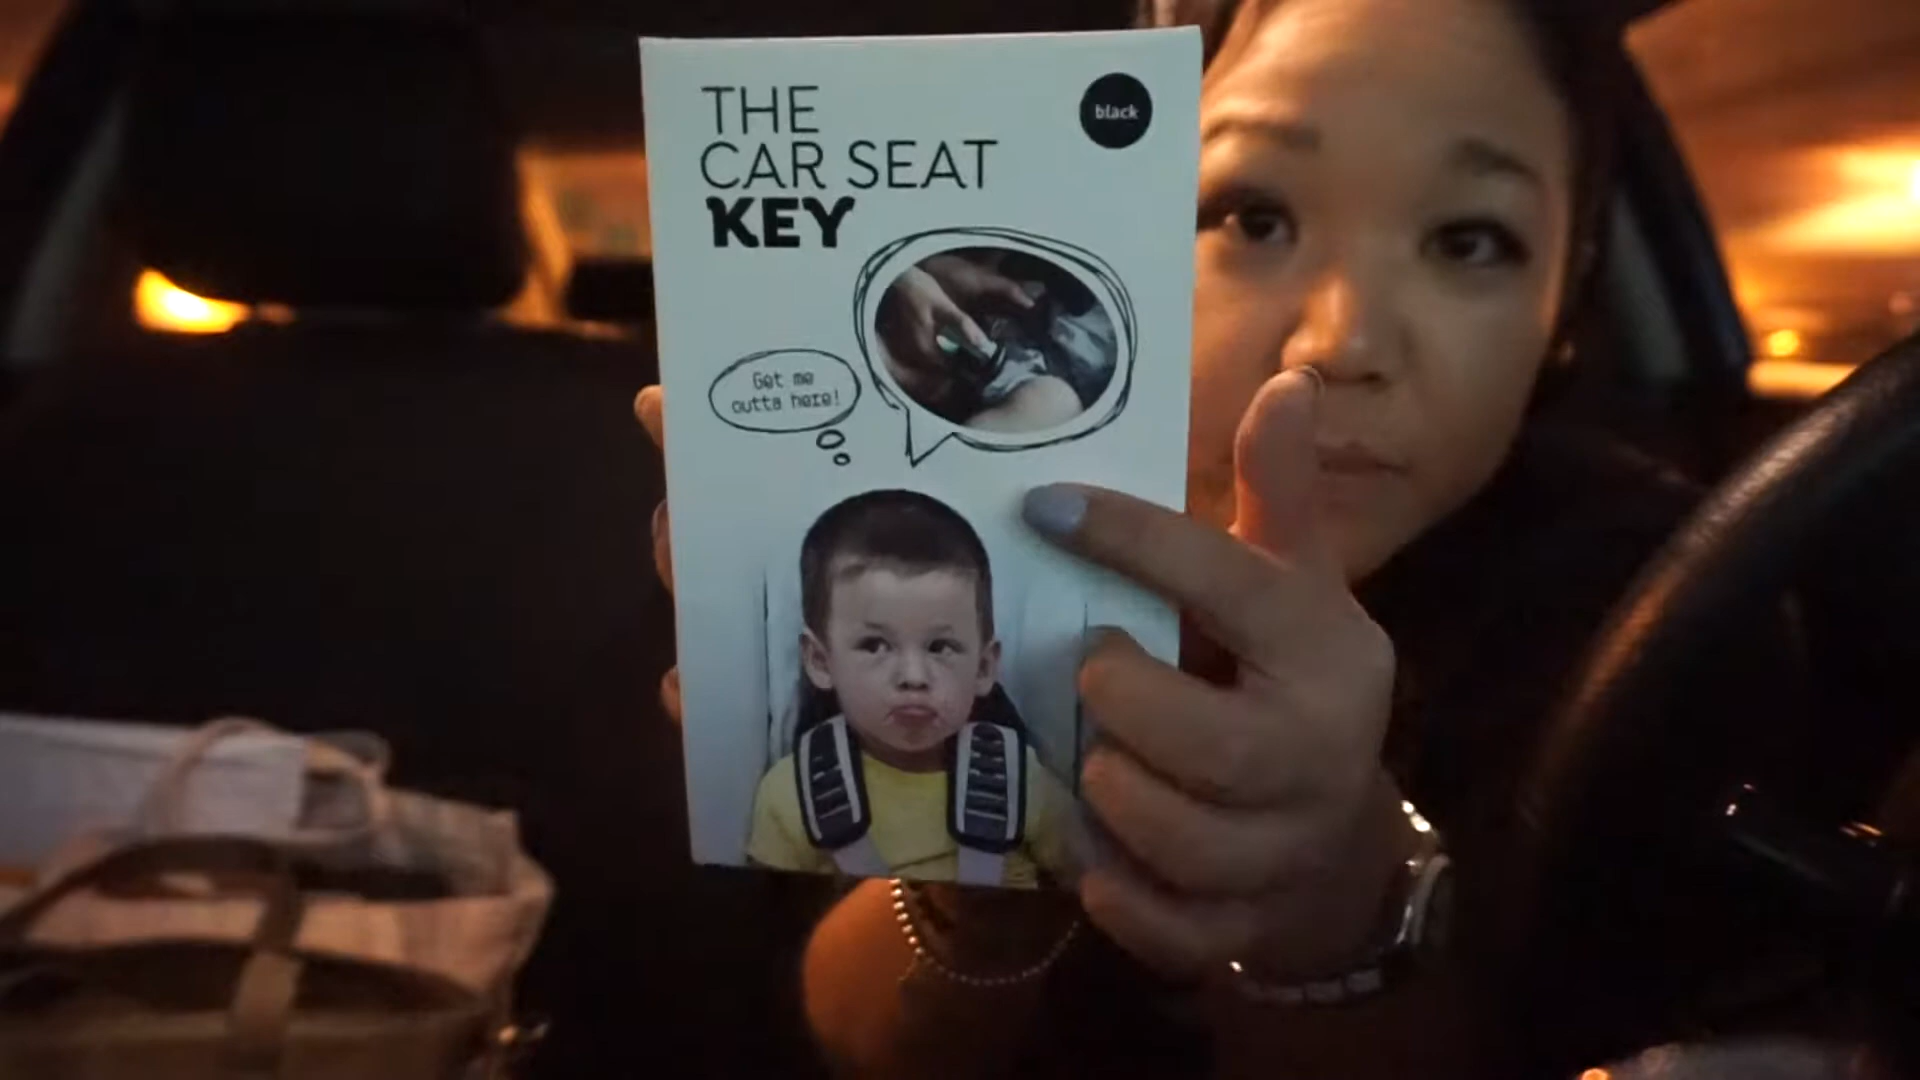 THE
CAR SEAT
KEY
black
Get me
outta here!